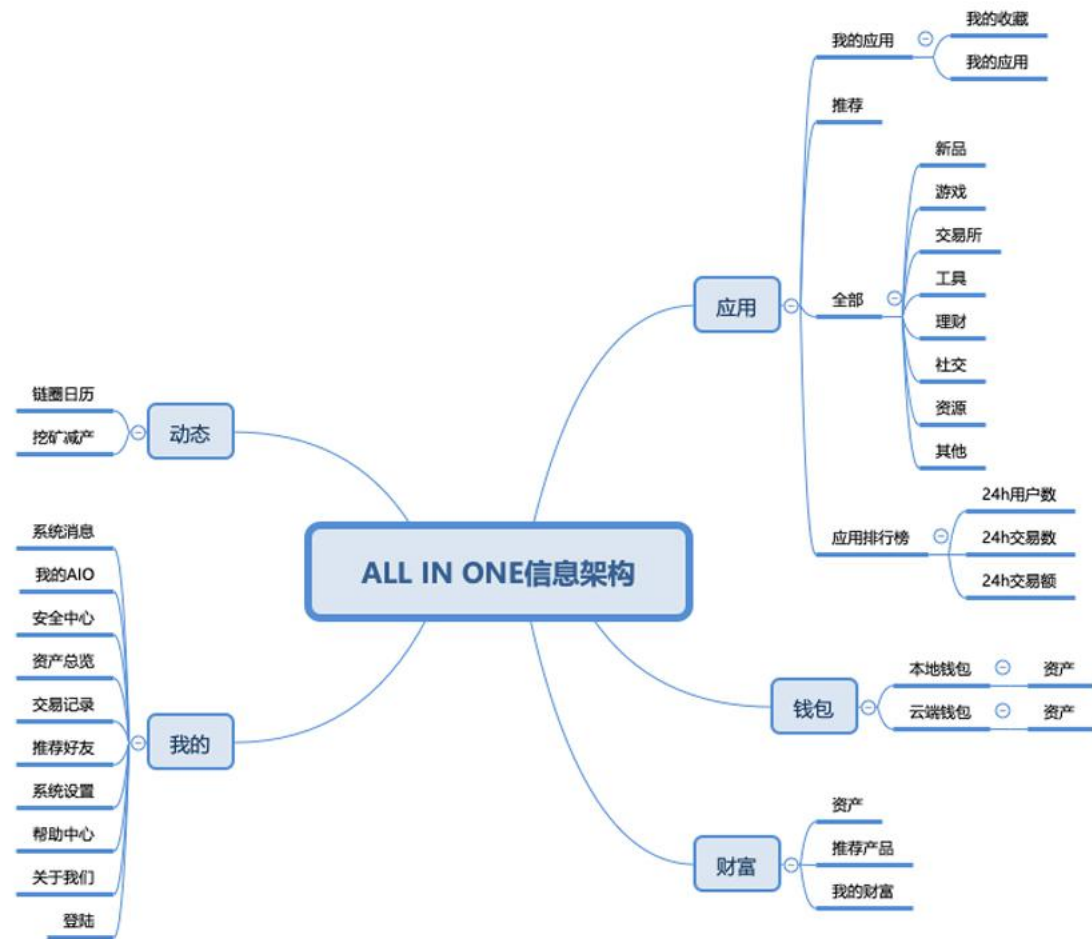 ALL IN ONE信息架构
应用
我的应用
我的收藏
我的应用
推荐
全部
新品
游戏
交易所
工具
理财
社交
资源
其他
应用排行榜
24h用户数
24h交易数
24h交易额
钱包
本地钱包
资产
云端钱包
资产
财富
资产
推荐产品
我的财富
动态
链圈日历
挖矿减产
我的
系统消息
我的AIO
安全中心
资产总览
交易记录
推荐好友
系统设置
帮助中心
关于我们
登陆